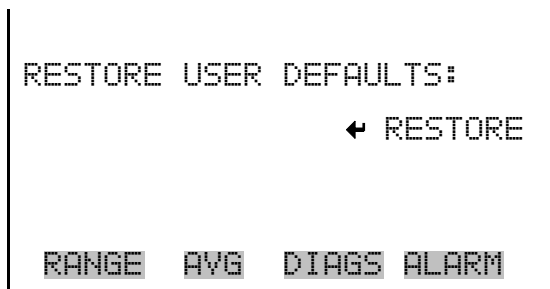 RESTORE USER DEFAULTS:
↵ RESTORE
RANGE AVG DIAGS ALARM